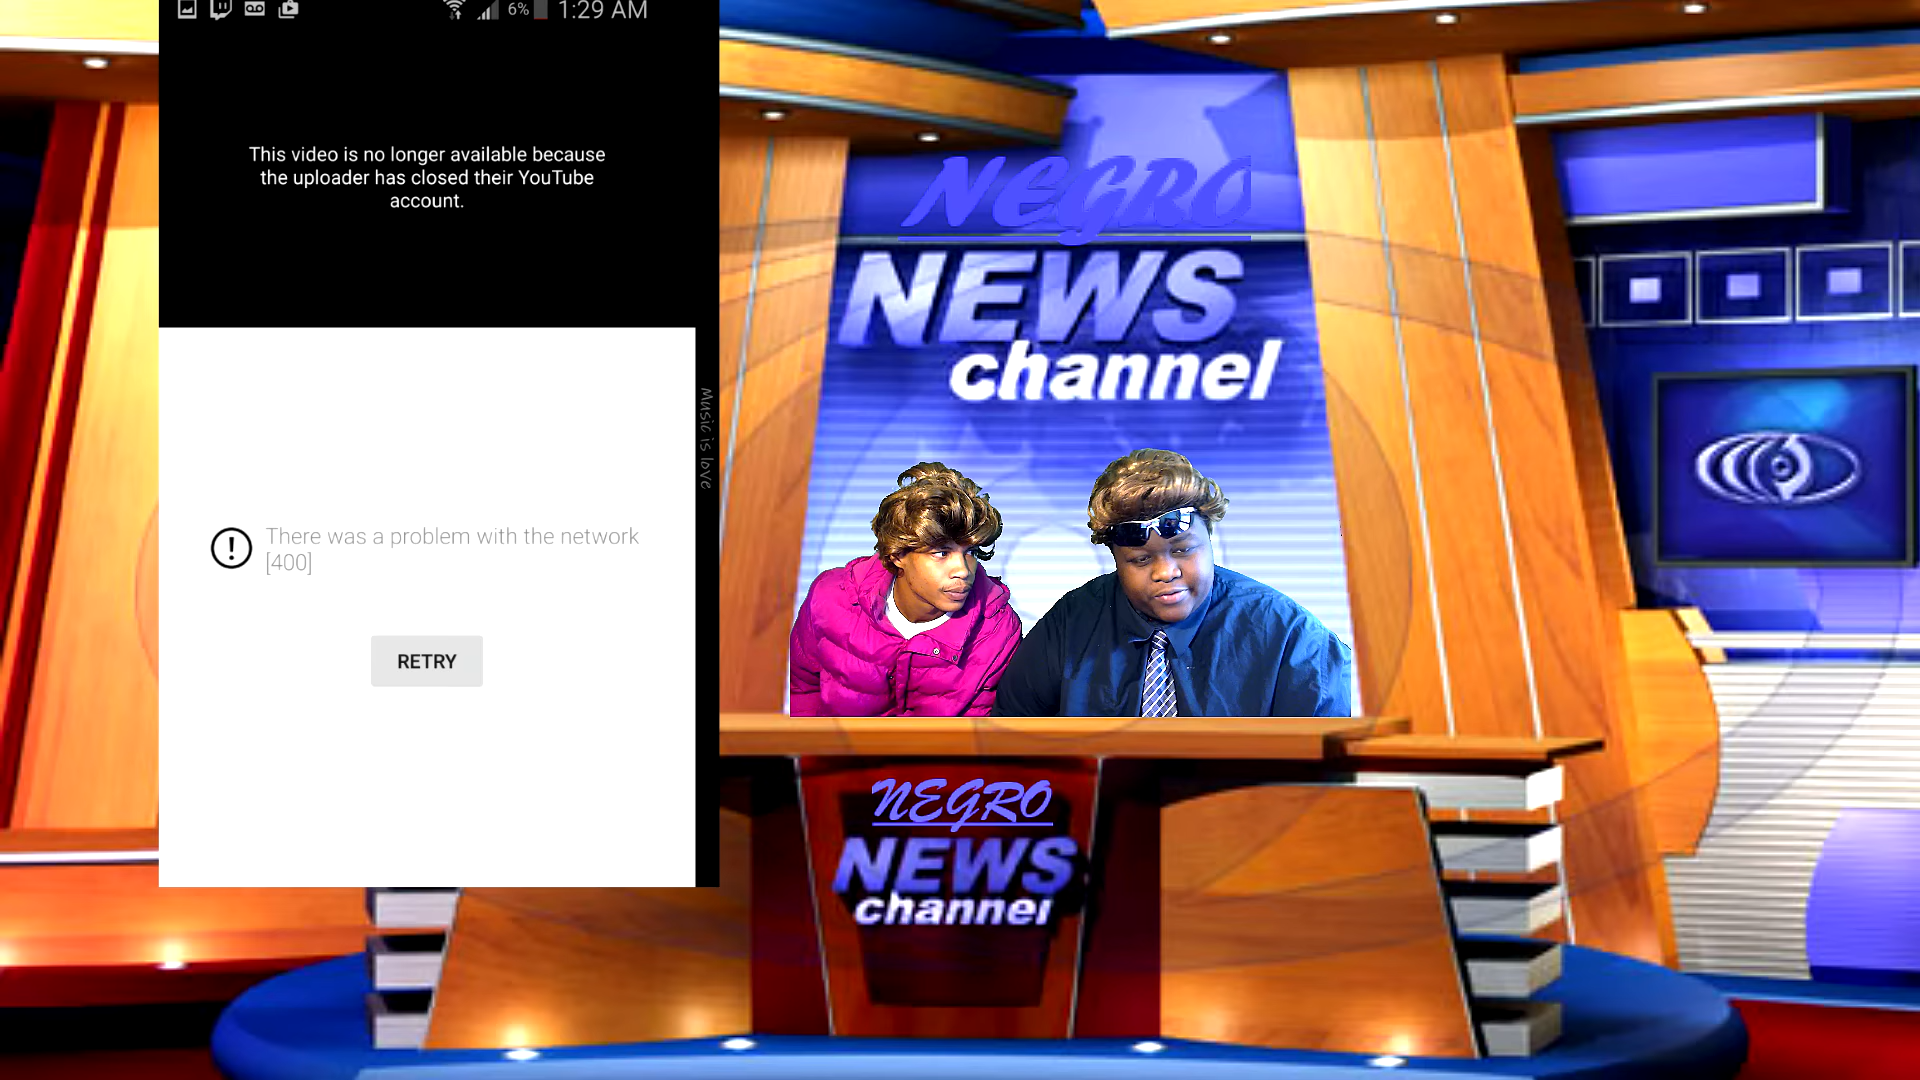 6% 1:29 AM
This video is no longer available because
the uploader has closed their YouTube
account.
There was a problem with the network
[400]
RETRY
Music is love
NEGRO
NEWS
channel
NEGRO
NEWS
channel